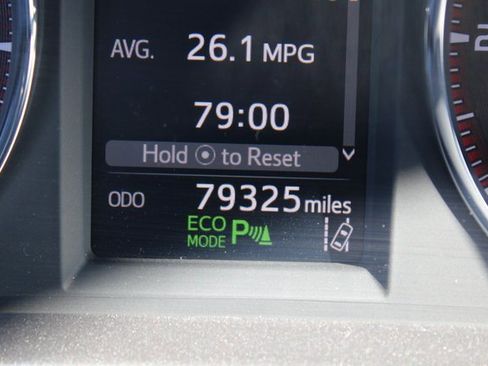 AVG. 26.1 MPG
79:00
Hold to Reset
ODO 79325 miles
ECO MODE P